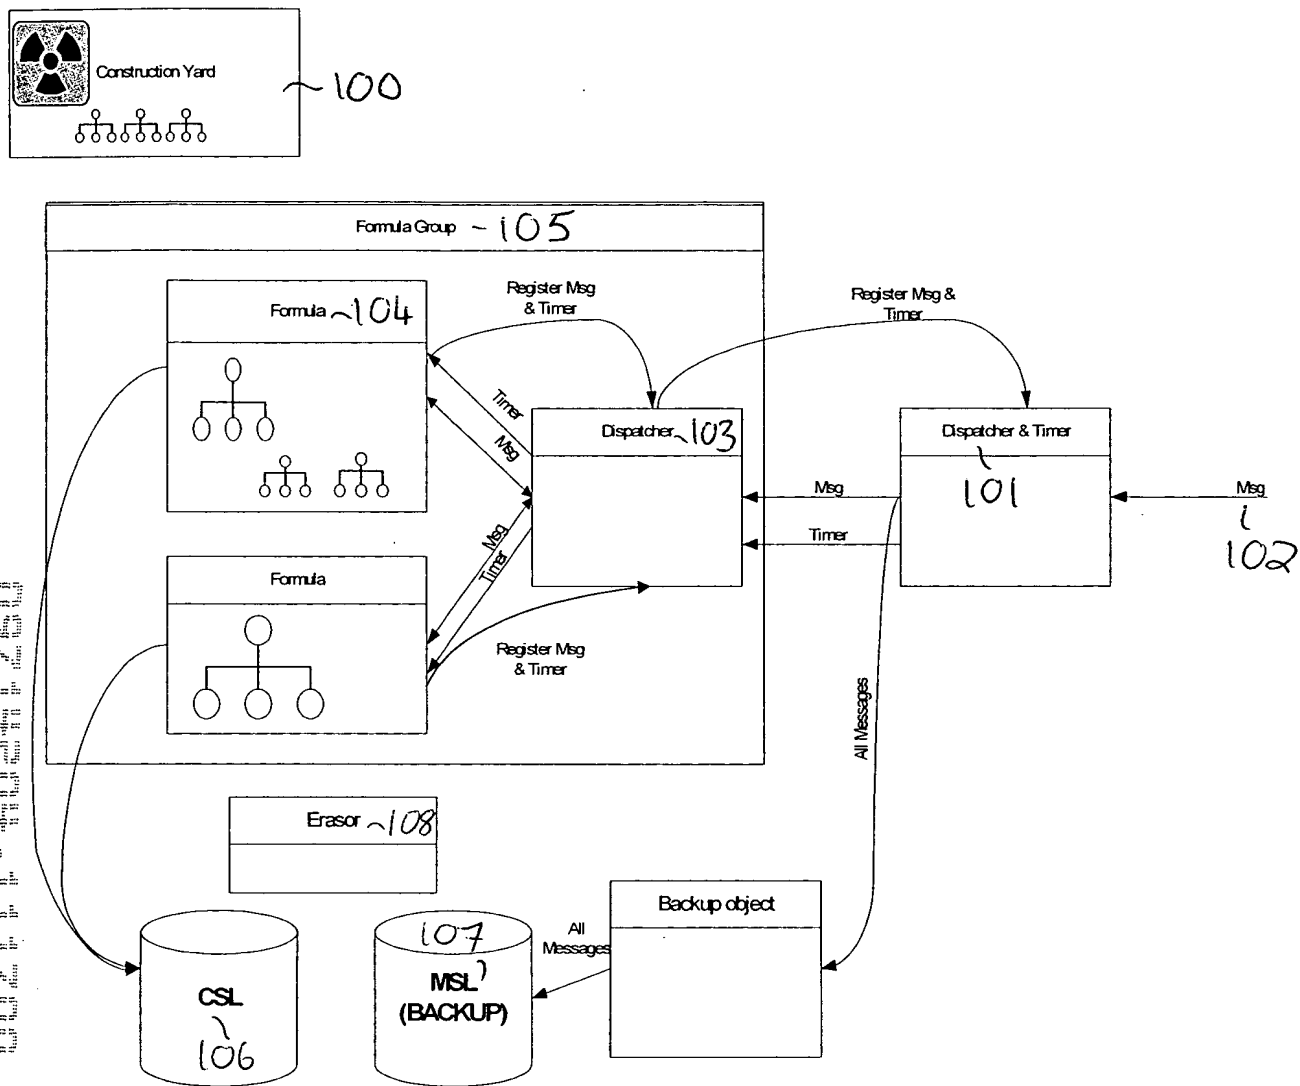 Construction Yard
100
Formula Group 105
Formula 104
Register Msg
& Timer
Register Msg &
Timer
Timer
Msg
Dispatcher 103
Dispatcher & Timer
101
Msg
Msg
102
Timer
Msg
Timer
Formula
Register Msg
& Timer
All Messages
Erasor 108
Backup object
107
All
Messages
MSL
(BACKUP)
CSL
106